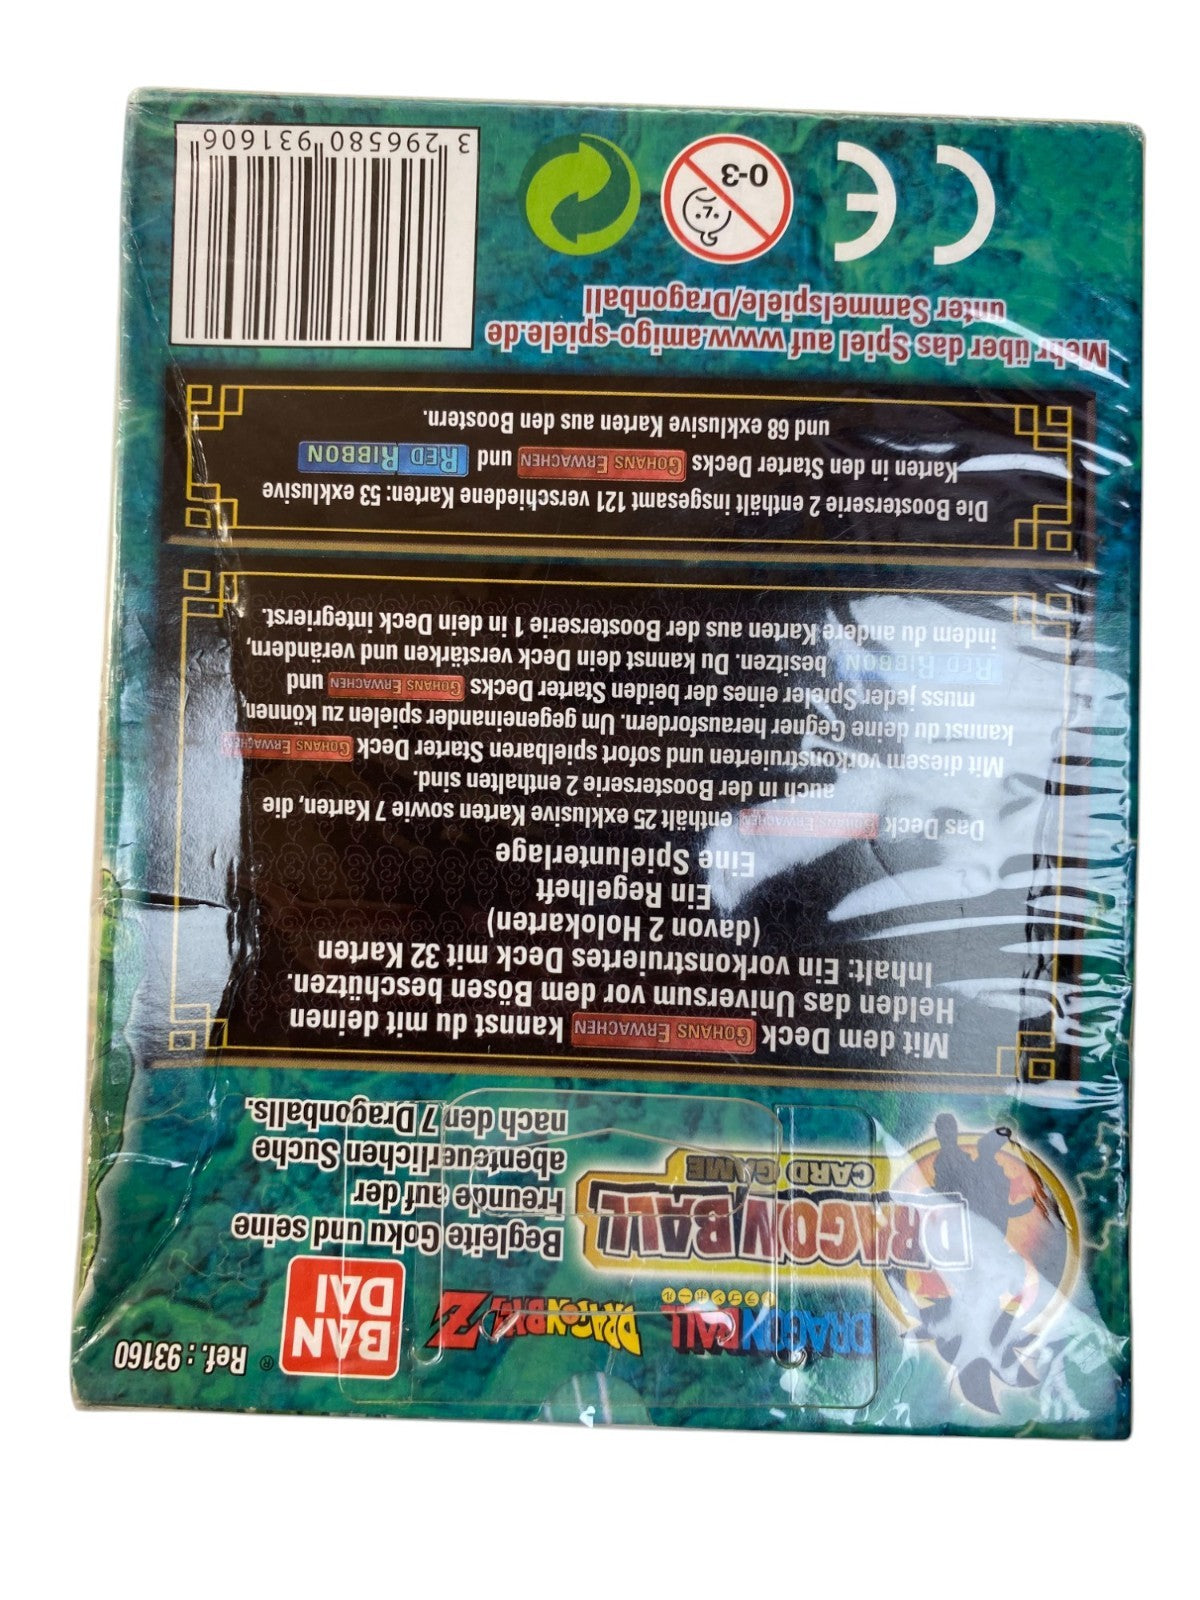 Ref.: 93160
BAN
DAI
®
DRAGONBALL Z
DRAGON BALL
ドラゴンボール
DRAGON BALL
CARD GAME
Begleite Goku und seine
Freunde auf der
abenteuerlichen Suche
nach den 7 Dragonballs.
Mit dem Deck GOHANS ERWACHEN kannst du mit deinen
Helden das Universum vor dem Bösen beschützen.
Inhalt: Ein vorkonstruiertes Deck mit 32 Karten
(davon 2 Holokarten)
Ein Regelheft
Eine Spielunterlage
Das Deck GOHANS ERWACHEN enthält 25 exklusive Karten sowie 7 Karten, die
auch in der Boosterserie 2 enthalten sind.
Mit diesem vorkonstruierten und sofort spielbaren Starter Deck GOHANS ERWACHEN
kannst du deine Gegner herausfordern. Um gegeneinander spielen zu können,
muss jeder Spieler eines der beiden Starter Decks GOHANS ERWACHEN und
RED RIBBON besitzen. Du kannst dein Deck verstärken und verändern,
indem du andere Karten aus der Boosterserie 1 in dein Deck integrierst.
Die Boosterserie 2 enthält insgesamt 121 verschiedene Karten: 53 exklusive
Karten in den Starter Decks GOHANS ERWACHEN und RED RIBBON
und 68 exklusive Karten aus den Boostern.
Mehr über das Spiel auf www.amigo-spiele.de
unter Sammelspiele/Dragonball
CE
0-3
3 296580 931606